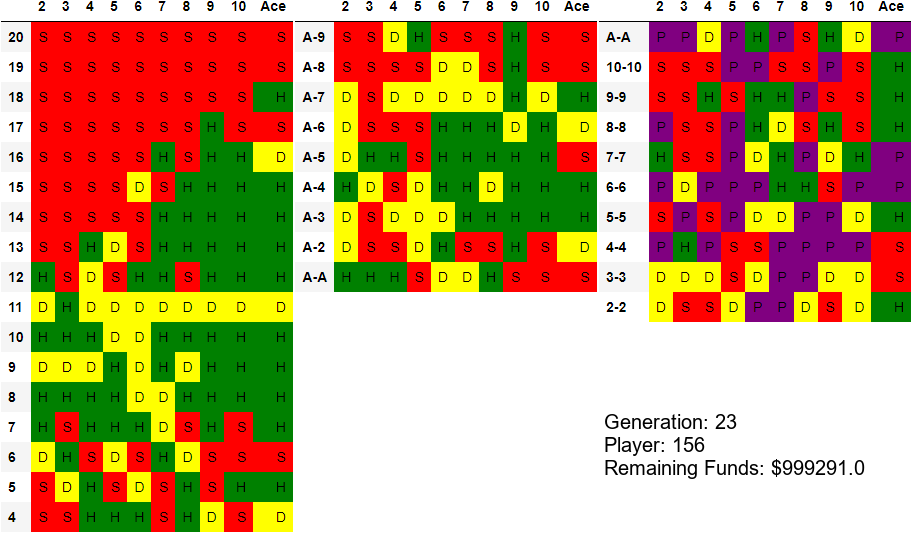 2 3 4 5 6 7 8 9 10 Ace
20 S S S S S S S S S S
19 S S S S S S S S S S
18 S S S S S S S S S H
17 S S S S S S S H S S
16 S S S S S H S H H D
15 S S S S D S H H H H
14 S S S S S H H H H H
13 S S H D S H H H H H
12 H S D S H H S H H H
11 D H D D D D D D D D
10 H H H D D H H H H H
9 D D D H D H D H H H
8 H H H H D D H H H H
7 H S H H H D S H S H
6 D H S D S H D S S S
5 S D H S D S H S H H
4 S S H H H S H D S D
2 3 4 5 6 7 8 9 10 Ace
A-9 S S D H S S S H S S
A-8 S S S S D D S H S S
A-7 D S D D D D D H D H
A-6 D S S S H H H D H D
A-5 D H H S H H H H H S
A-4 H D S D H H D H H H
A-3 D S D D D H H H H H
A-2 D S S D H S S H S D
A-A H H H S D D H S S S
2 3 4 5 6 7 8 9 10 Ace
A-A P P D P H P S H D P
10-10 S S S P P S S P S H
9-9 S S H S H H P S S H
8-8 P S S P H D S H S H
7-7 H S S P D H P D H P
6-6 P D P P P H H S P P
5-5 S P S P D D P P D H
4-4 P H P S S P P P P S
3-3 D D D S D P P D D S
2-2 D S S D P P D S D H
Generation: 23
Player: 156
Remaining Funds: $999291.0